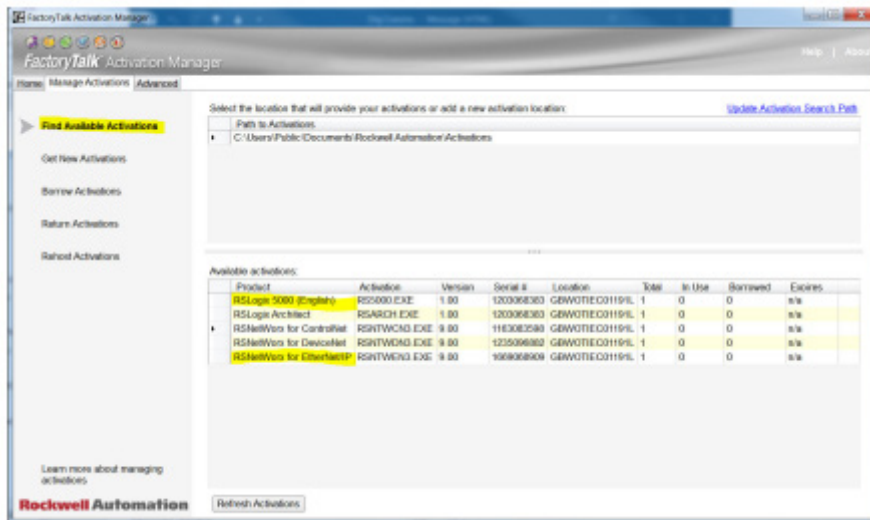 FactoryTalk Activation Manager
FactoryTalk Activation Manager
Help | About
Home Manage Activations Advanced
Find Available Activations
Get New Activations
Borrow Activations
Return Activations
Rehost Activations
Learn more about managing
activations
Rockwell Automation
Select the location that will provide your activations or add a new activation location:
Update Activation Search Path
Path to Activations
C:\Users\Public\Documents\Rockwell Automation\Activations
Available activations:
Product Activation Version Serial # Location Total In Use Borrowed Expires
RSLogix 5000 (English) RS5000.EXE 1.00 GBWOTIEC01191L 1 0 0 n/a
RSLogix Architect RSARCH.EXE 1.00 GBWOTIEC01191L 1 0 0 n/a
RSNetWorx for ControlNet RSNTWCN3.EXE 9.00 GBWOTIEC01191L 1 0 0 n/a
RSNetWorx for DeviceNet RSNTWDN3.EXE 9.00 GBWOTIEC01191L 1 0 0 n/a
RSNetWorx for EtherNet/IP RSNTWEN3.EXE 9.00 GBWOTIEC01191L 1 0 0 n/a
Refresh Activations